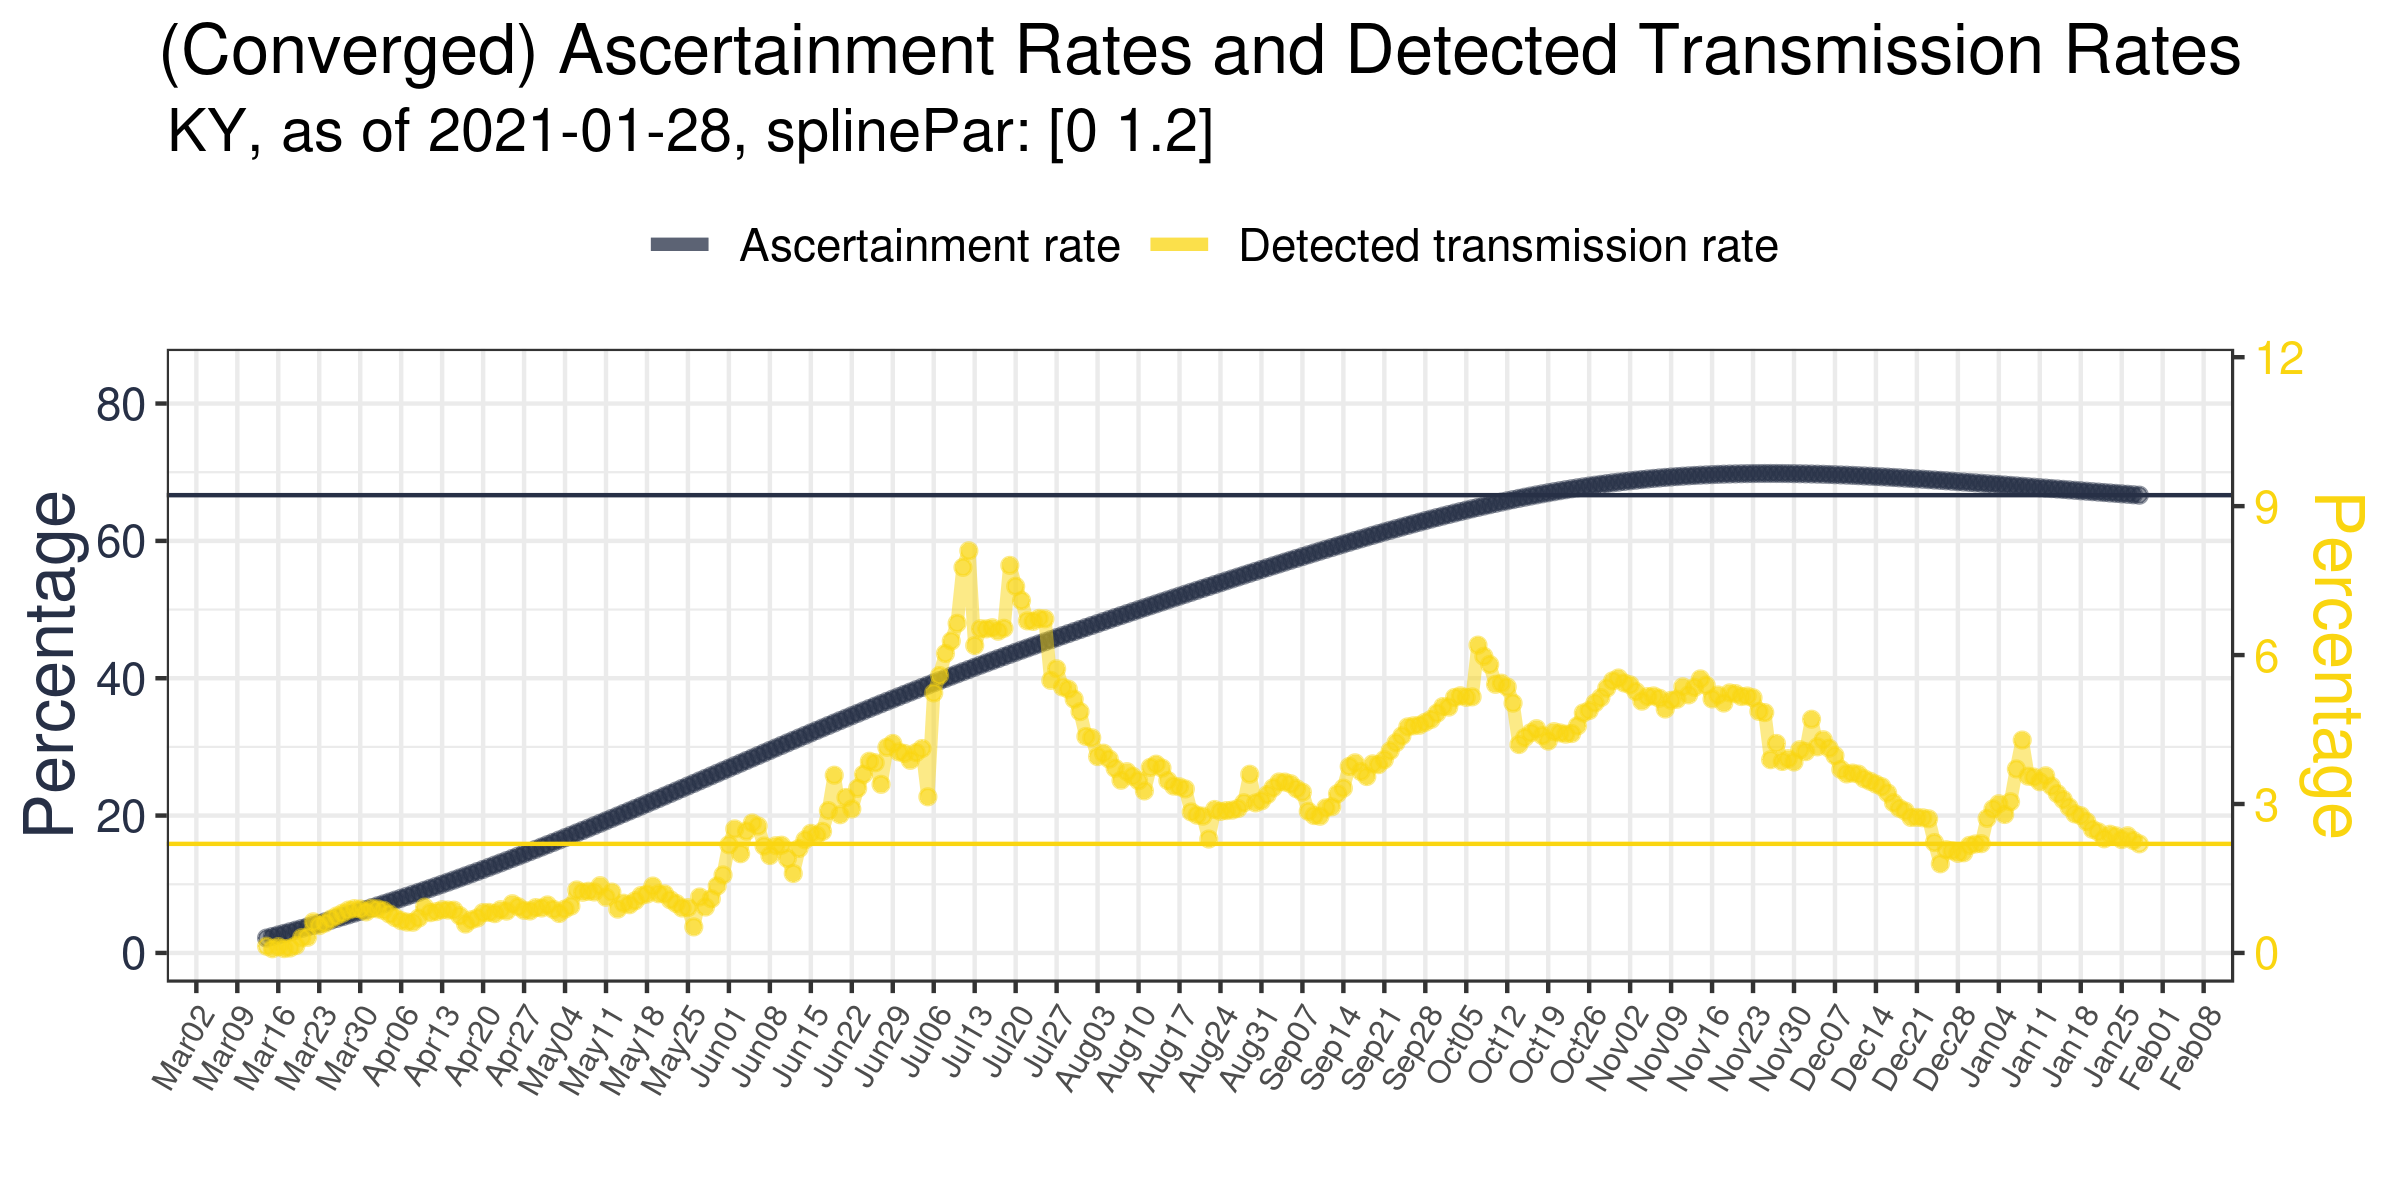 (Converged) Ascertainment Rates and Detected Transmission Rates
KY, as of 2021-01-28, splinePar: [0 1.2]
Ascertainment rate
Detected transmission rate
Percentage
80
60
40
20
0
12
9
6
3
0
Percentage
Mar02
Mar09
Mar16
Mar23
Mar30
Apr06
Apr13
Apr20
Apr27
May04
May11
May18
May25
Jun01
Jun08
Jun15
Jun22
Jun29
Jul06
Jul13
Jul20
Jul27
Aug03
Aug10
Aug17
Aug24
Aug31
Sep07
Sep14
Sep21
Sep28
Oct05
Oct12
Oct19
Oct26
Nov02
Nov09
Nov16
Nov23
Nov30
Dec07
Dec14
Dec21
Dec28
Jan04
Jan11
Jan18
Jan25
Feb01
Feb08